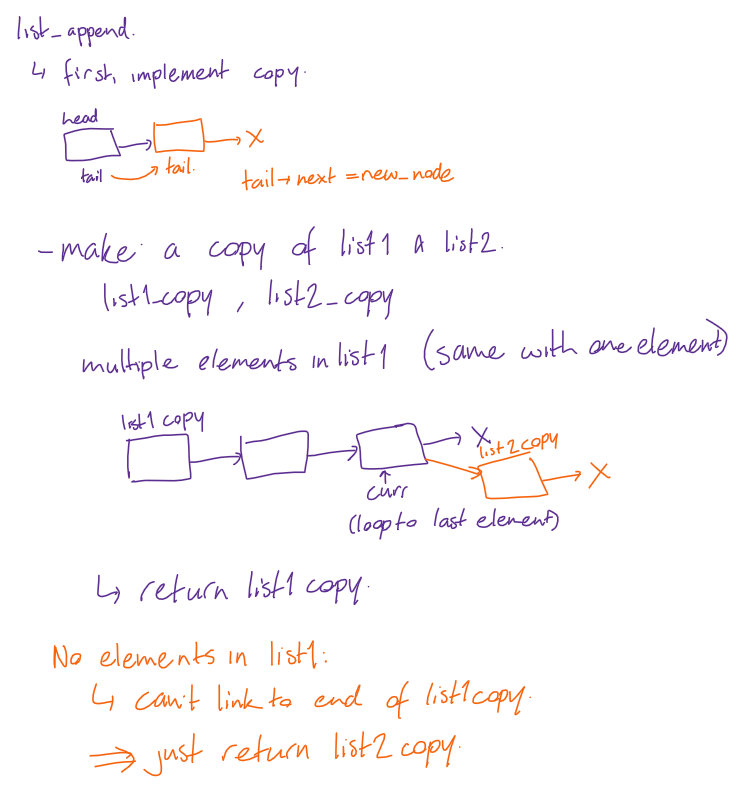 list_append.
↳ first, implement copy.
head
tail
tail.
X
tail → next = new_node
- make a copy of list1 & list2.
list1_copy , list2_copy
multiple elements in list1 (same with one element)
list1 copy
X
list2 copy
X
curr
(loop to last element)
↳ return list1 copy.
No elements in list1:
↳ can't link to end of list1 copy.
⇒ just return list2 copy.